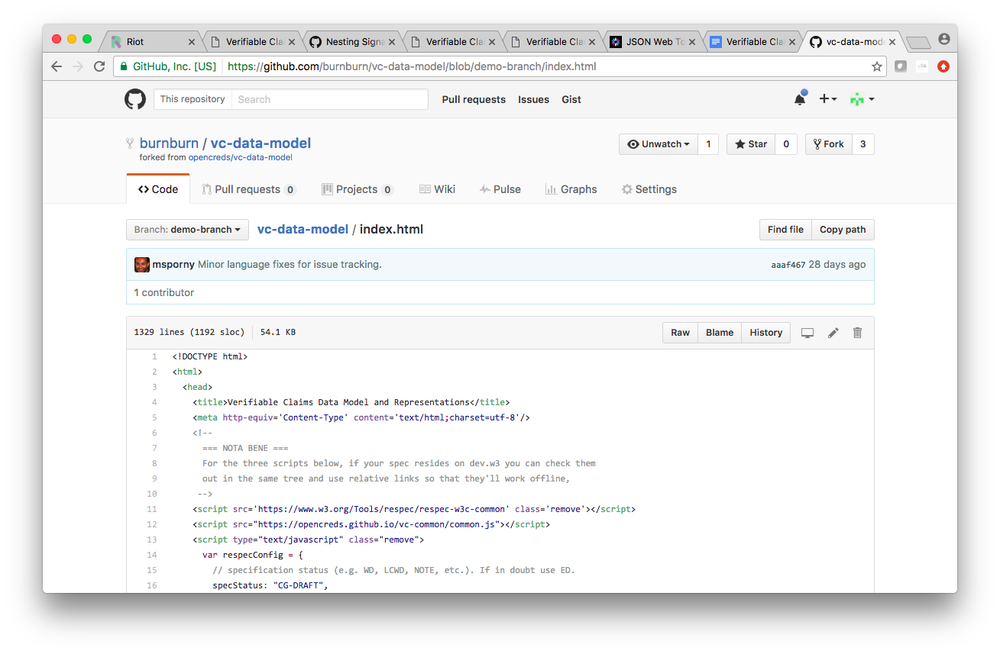 Riot
Verifiable Clai
Nesting Signa
Verifiable Clai
Verifiable Clai
JSON Web To
Verifiable Clai
vc-data-mode
GitHub, Inc. [US] https://github.com/burnburn/vc-data-model/blob/demo-branch/index.html
This repository Search Pull requests Issues Gist
burnburn / vc-data-model Unwatch 1 Star 0 Fork 3
forked from opencreds/vc-data-model
Code Pull requests 0 Projects 0 Wiki Pulse Graphs Settings
Branch: demo-branch vc-data-model / index.html Find file Copy path
msporny Minor language fixes for issue tracking. aaaf467 28 days ago
1 contributor
1329 lines (1192 sloc) 54.1 KB Raw Blame History
1 <!DOCTYPE html>
2 <html>
3 <head>
4 <title>Verifiable Claims Data Model and Representations</title>
5 <meta http-equiv='Content-Type' content='text/html;charset=utf-8'/>
6 <!--
7 === NOTA BENE ===
8 For the three scripts below, if your spec resides on dev.w3 you can check them
9 out in the same tree and use relative links so that they'll work offline,
10 -->
11 <script src='https://www.w3.org/Tools/respec/respec-w3c-common' class='remove'></script>
12 <script src="https://opencreds.github.io/vc-common/common.js"></script>
13 <script type="text/javascript" class="remove">
14 var respecConfig = {
15 // specification status (e.g. WD, LCWD, NOTE, etc.). If in doubt use ED.
16 specStatus: "CG-DRAFT",